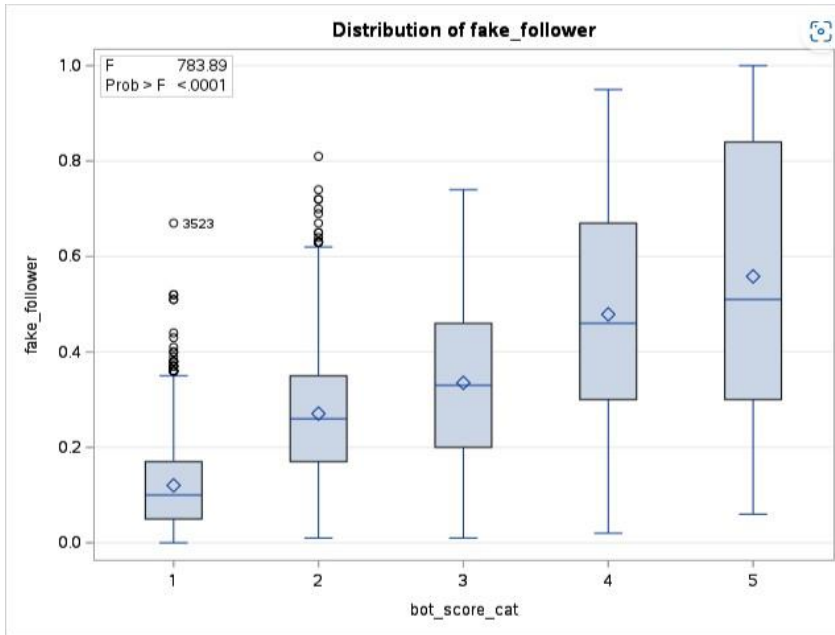 Distribution of fake_follower
F 783.89
Prob > F <.0001
1.0
0.8
0.6
0.4
0.2
0.0
fake_follower
3523
1 2 3 4 5
bot_score_cat